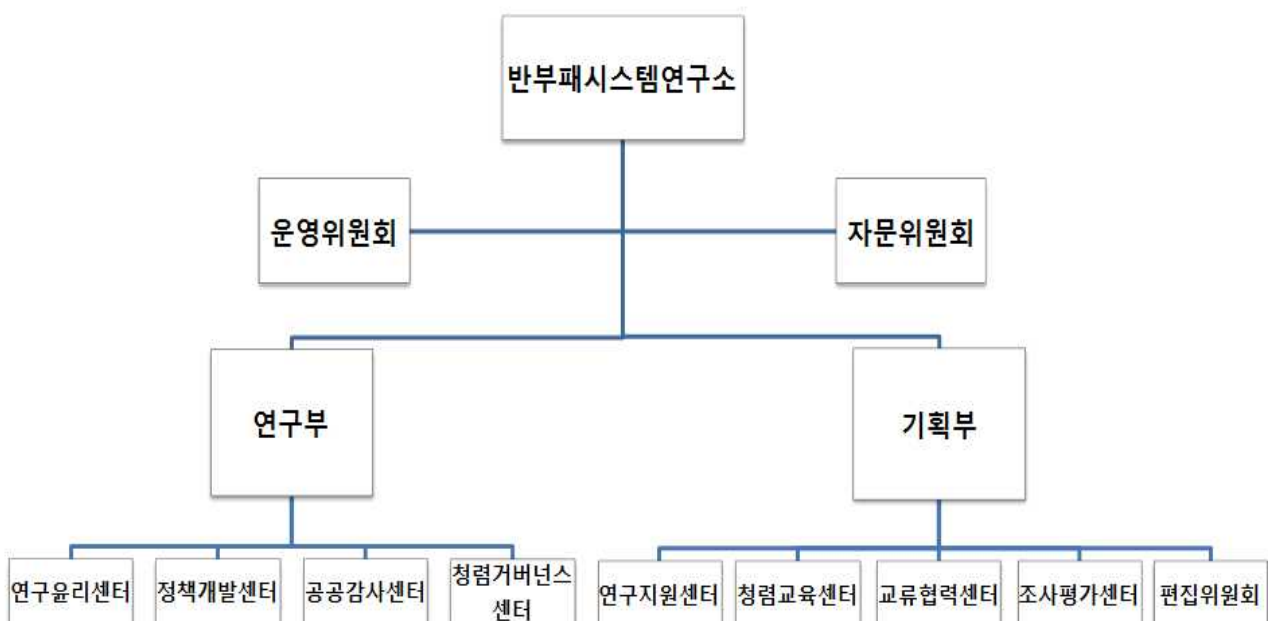 반부패시스템연구소
운영위원회
자문위원회
연구부
기획부
연구윤리센터
정책개발센터
공공감사센터
청렴거버넌스
센터
연구지원센터
청렴교육센터
교류협력센터
조사평가센터
편집위원회